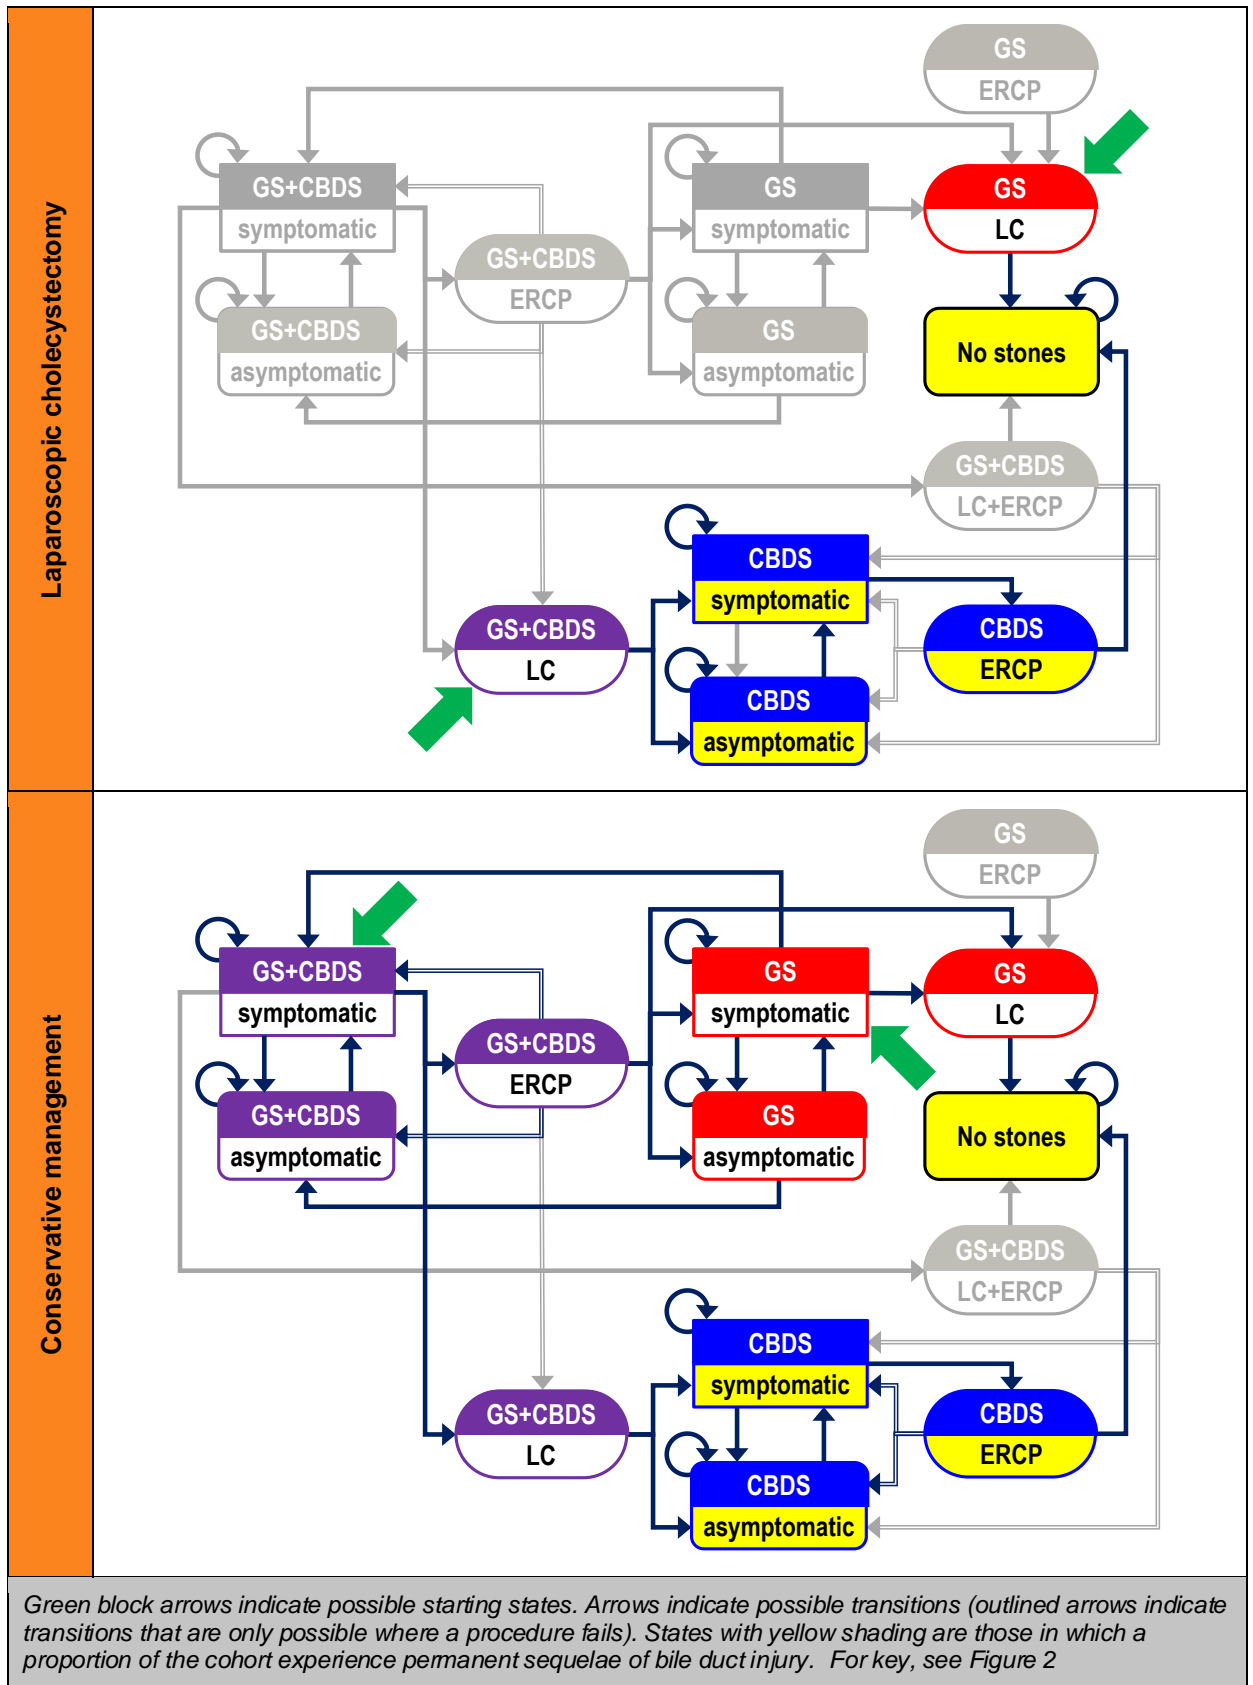 Laparoscopic cholecystectomy
GS
ERCP
GS+CBDS
symptomatic
GS
symptomatic
GS
LC
GS+CBDS
ERCP
GS+CBDS
asymptomatic
GS
asymptomatic
No stones
GS+CBDS
LC+ERCP
CBDS
symptomatic
GS+CBDS
LC
CBDS
ERCP
CBDS
asymptomatic
Conservative management
GS
ERCP
GS+CBDS
symptomatic
GS
symptomatic
GS
LC
GS+CBDS
ERCP
GS+CBDS
asymptomatic
GS
asymptomatic
No stones
GS+CBDS
LC+ERCP
CBDS
symptomatic
GS+CBDS
LC
CBDS
ERCP
CBDS
asymptomatic
Green block arrows indicate possible starting states. Arrows indicate possible transitions (outlined arrows indicate
transitions that are only possible where a procedure fails). States with yellow shading are those in which a
proportion of the cohort experience permanent sequelae of bile duct injury. For key, see Figure 2